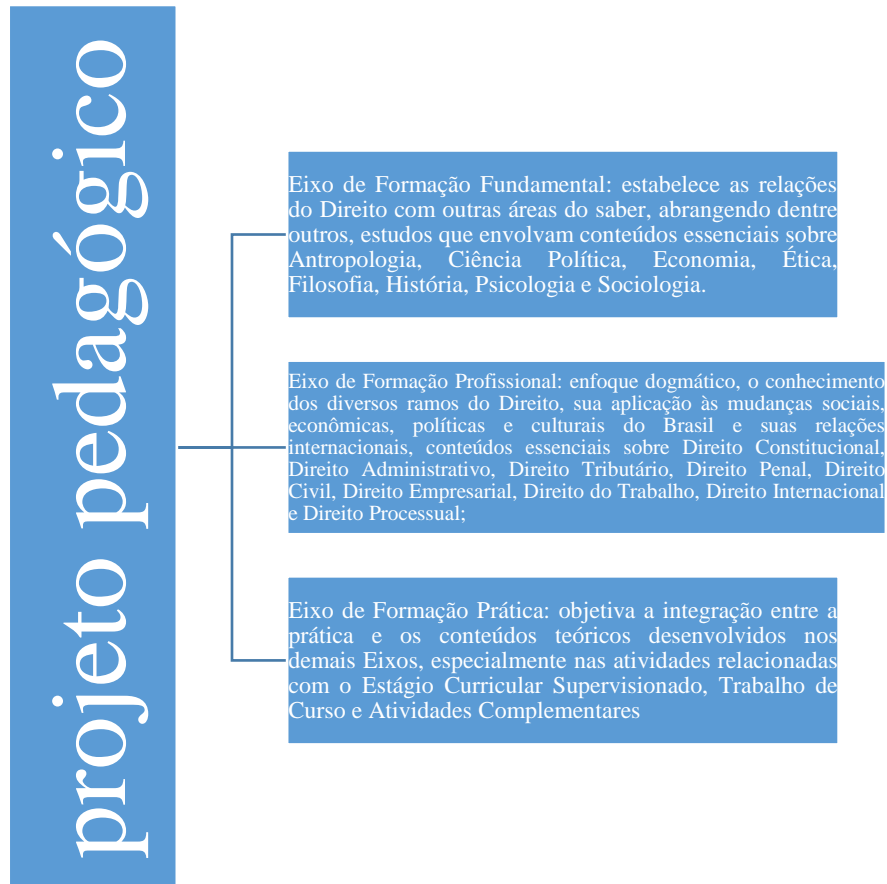 projeto pedagógico
Eixo de Formação Fundamental: estabelece as relações
do Direito com outras áreas do saber, abrangendo dentre
outros, estudos que envolvam conteúdos essenciais sobre
Antropologia, Ciência Política, Economia, Ética,
Filosofia, História, Psicologia e Sociologia.
Eixo de Formação Profissional: enfoque dogmático, o conhecimento
dos diversos ramos do Direito, sua aplicação às mudanças sociais,
econômicas, políticas e culturais do Brasil e suas relações
internacionais, conteúdos essenciais sobre Direito Constitucional,
Direito Administrativo, Direito Tributário, Direito Penal, Direito
Civil, Direito Empresarial, Direito do Trabalho, Direito Internacional
e Direito Processual;
Eixo de Formação Prática: objetiva a integração entre a
prática e os conteúdos teóricos desenvolvidos nos
demais Eixos, especialmente nas atividades relacionadas
com o Estágio Curricular Supervisionado, Trabalho de
Curso e Atividades Complementares